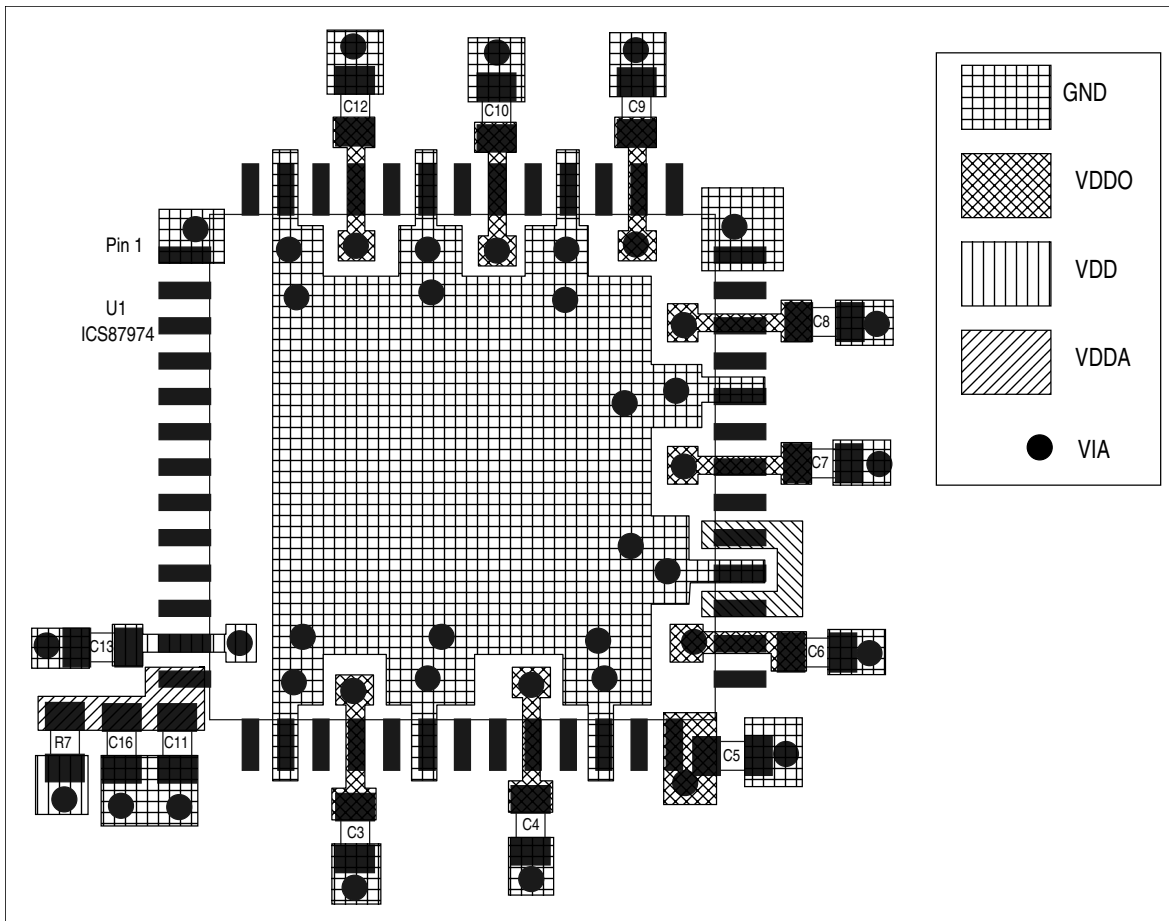 C12
C10
C9
GND
VDDO
VDD
VDDA
VIA
Pin 1
U1
ICS87974
C8
C7
C13
C6
R7
C16
C11
C5
C3
C4